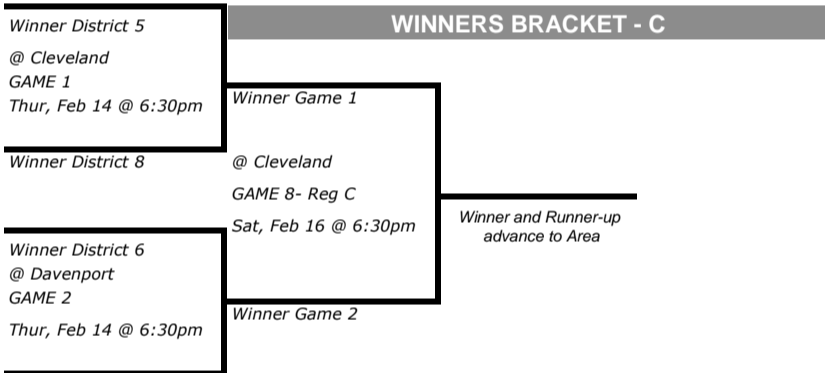 WINNERS BRACKET - C
Winner District 5
@ Cleveland
GAME 1
Thur, Feb 14 @ 6:30pm
Winner District 8
Winner Game 1
@ Cleveland
GAME 8- Reg C
Sat, Feb 16 @ 6:30pm
Winner and Runner-up
advance to Area
Winner District 6
@ Davenport
GAME 2
Thur, Feb 14 @ 6:30pm
Winner Game 2